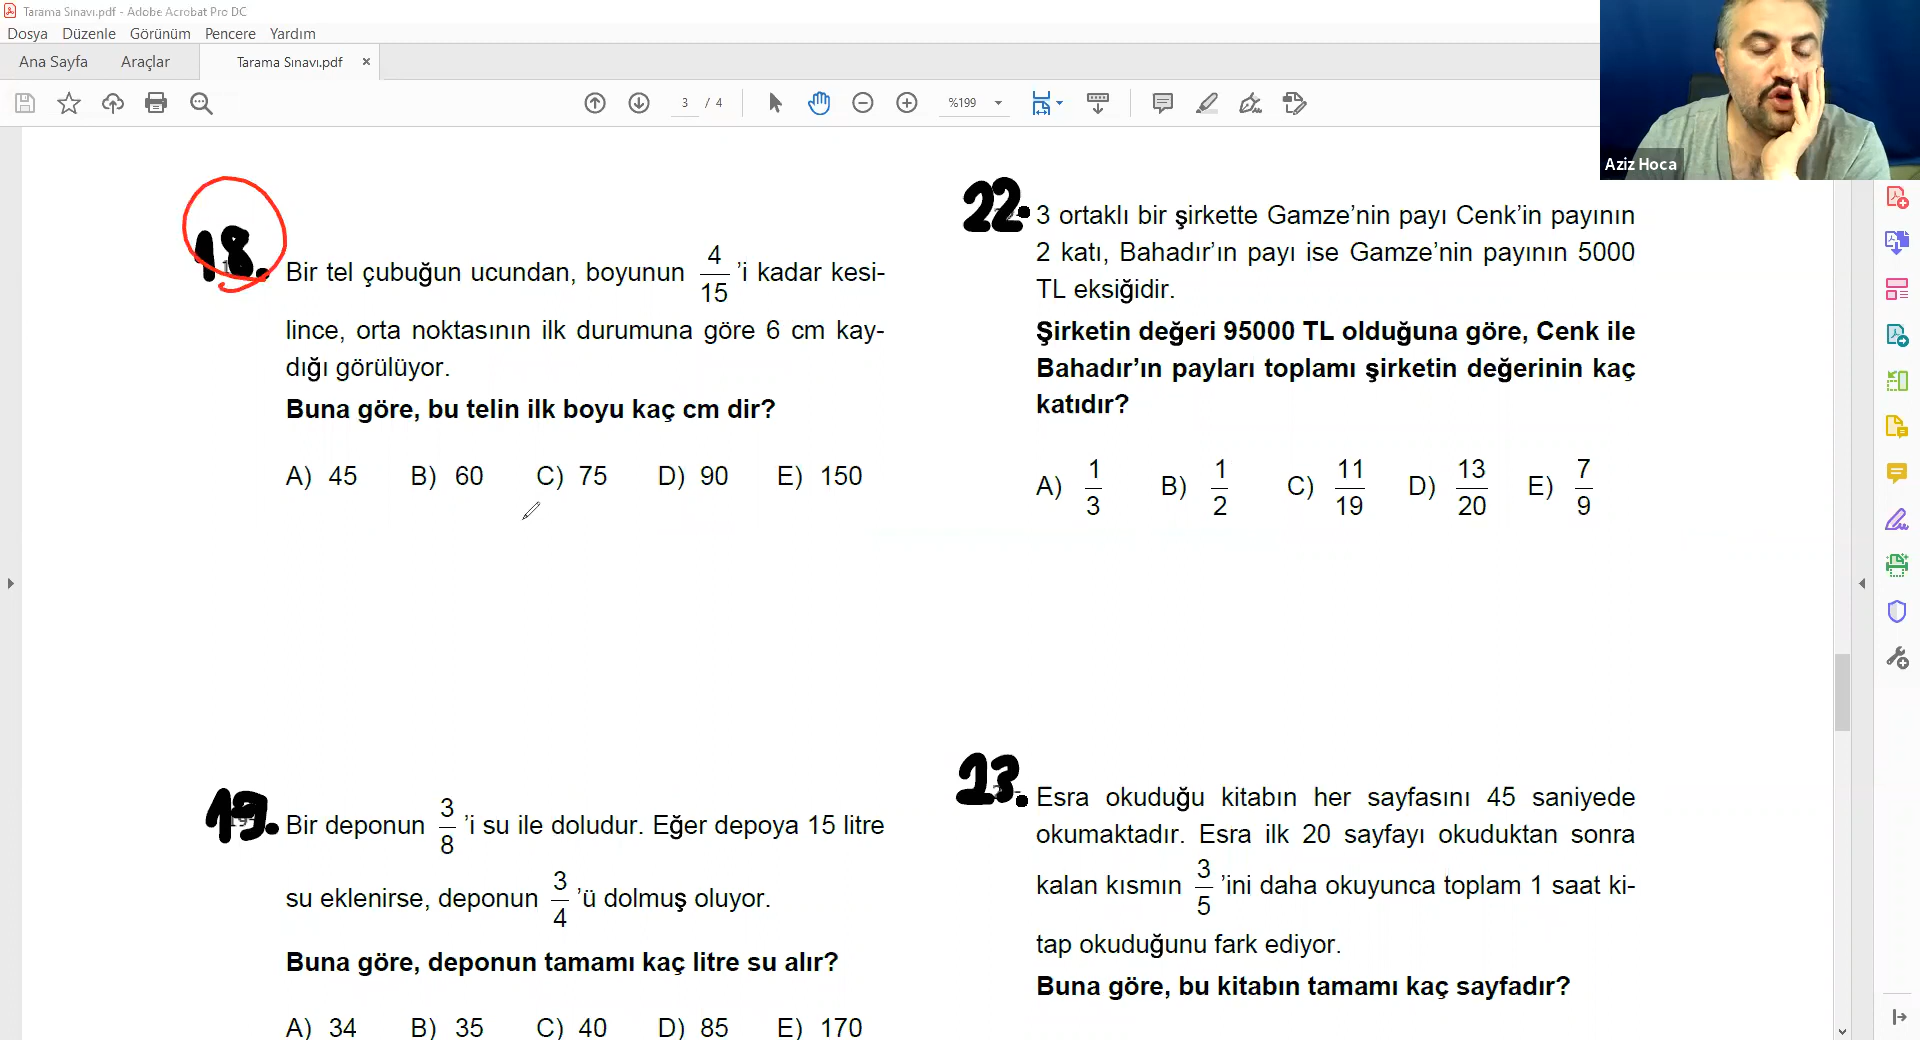 Tarama Sınavı.pdf - Adobe Acrobat Pro DC
Dosya Düzenle Görünüm Pencere Yardım
Ana Sayfa Araçlar Tarama Sınavı.pdf ×
3 / 4 %199
Aziz Hoca
18.
Bir tel çubuğun ucundan, boyunun 4/15 'i kadar kesi-
lince, orta noktasının ilk durumuna göre 6 cm kay-
dığı görülüyor.
Buna göre, bu telin ilk boyu kaç cm dir?
A) 45 B) 60 C) 75 D) 90 E) 150
19.
Bir deponun 3/8 'i su ile doludur. Eğer depoya 15 litre
su eklenirse, deponun 3/4 'ü dolmuş oluyor.
Buna göre, deponun tamamı kaç litre su alır?
A) 34 B) 35 C) 40 D) 85 E) 170
22.
3 ortaklı bir şirkette Gamze'nin payı Cenk'in payının
2 katı, Bahadır'ın payı ise Gamze'nin payının 5000
TL eksiğidir.
Şirketin değeri 95000 TL olduğuna göre, Cenk ile
Bahadır'ın payları toplamı şirketin değerinin kaç
katıdır?
A) 1/3 B) 1/2 C) 11/19 D) 13/20 E) 7/9
23.
Esra okuduğu kitabın her sayfasını 45 saniyede
okumaktadır. Esra ilk 20 sayfayı okuduktan sonra
kalan kısmın 3/5 'ini daha okuyunca toplam 1 saat ki-
tap okuduğunu fark ediyor.
Buna göre, bu kitabın tamamı kaç sayfadır?